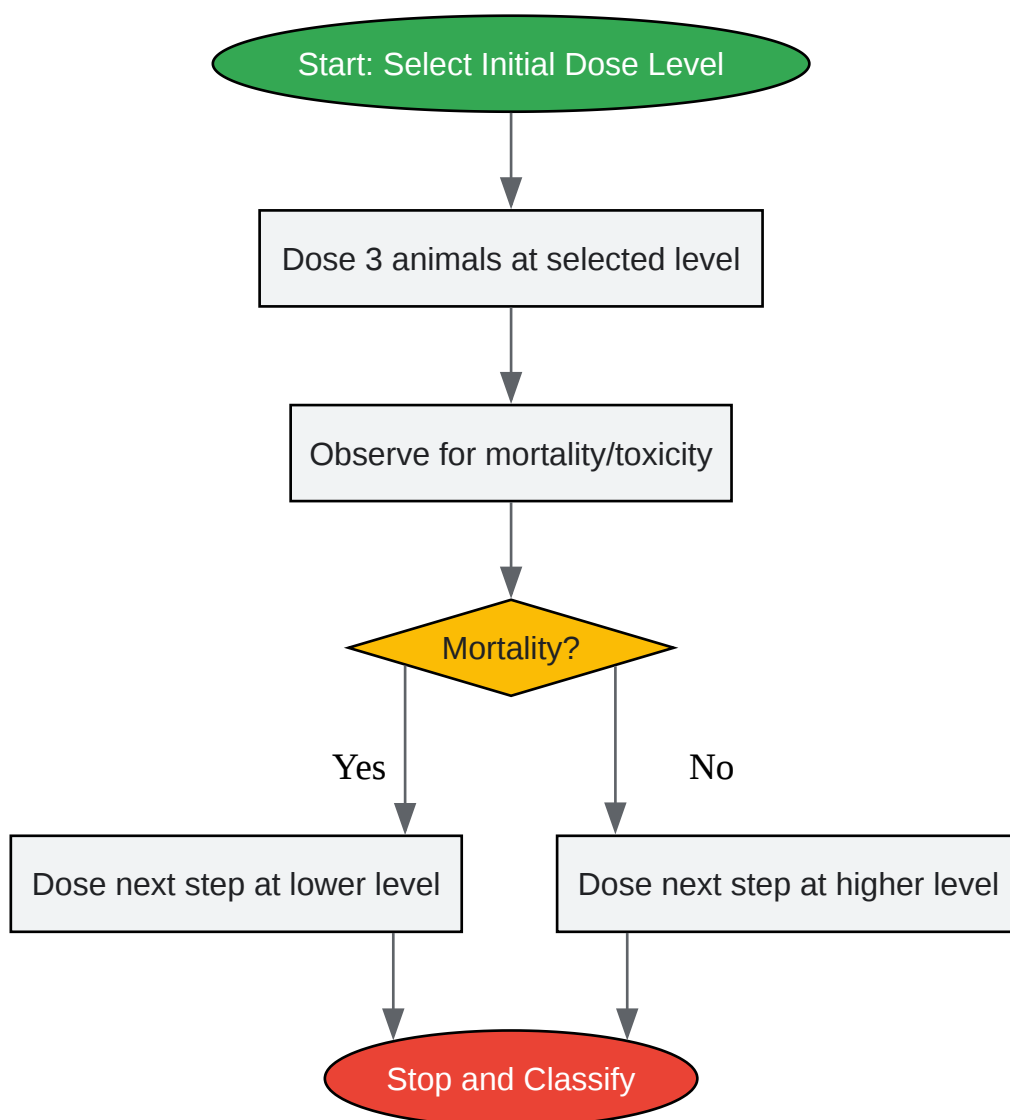 Start: Select Initial Dose Level
Dose 3 animals at selected level
Observe for mortality/toxicity
Mortality?
Yes
No
Dose next step at lower level
Dose next step at higher level
Stop and Classify